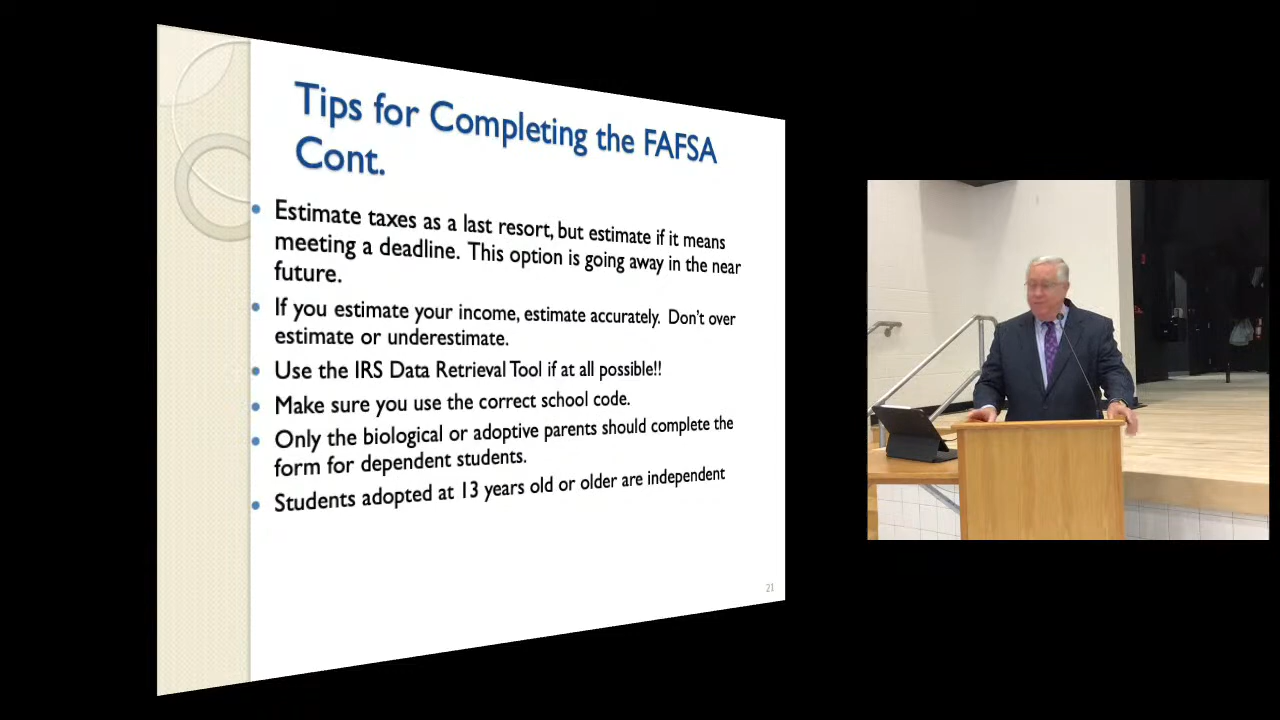 Tips for Completing the FAFSA
Cont.
Estimate taxes as a last resort, but estimate if it means
meeting a deadline. This option is going away in the near
future.
If you estimate your income, estimate accurately. Don't over
estimate or underestimate.
Use the IRS Data Retrieval Tool if at all possible!!
Make sure you use the correct school code.
Only the biological or adoptive parents should complete the
form for dependent students.
Students adopted at 13 years old or older are independent
21